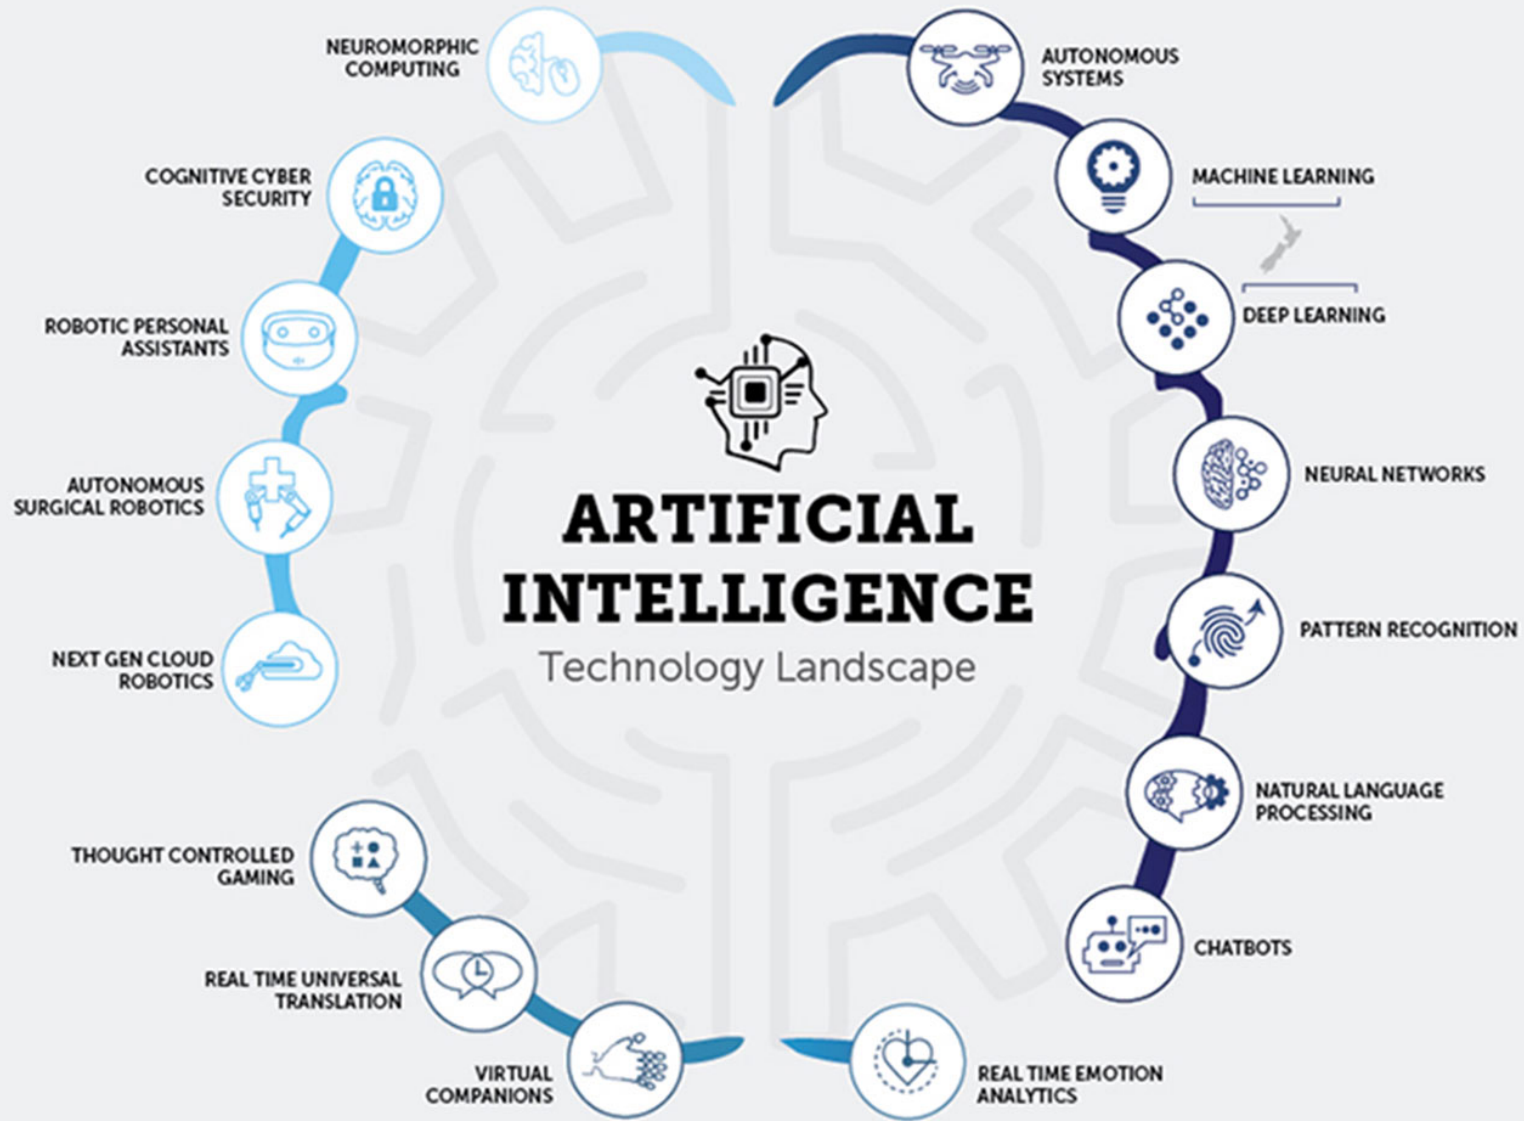 NEUROMORPHIC
COMPUTING
AUTONOMOUS
SYSTEMS
COGNITIVE CYBER
SECURITY
MACHINE LEARNING
ROBOTIC PERSONAL
ASSISTANTS
DEEP LEARNING
AUTONOMOUS
SURGICAL ROBOTICS
NEURAL NETWORKS
ARTIFICIAL
INTELLIGENCE
Technology Landscape
NEXT GEN CLOUD
ROBOTICS
PATTERN RECOGNITION
NATURAL LANGUAGE
PROCESSING
THOUGHT CONTROLLED
GAMING
CHATBOTS
REAL TIME UNIVERSAL
TRANSLATION
VIRTUAL
COMPANIONS
REAL TIME EMOTION
ANALYTICS